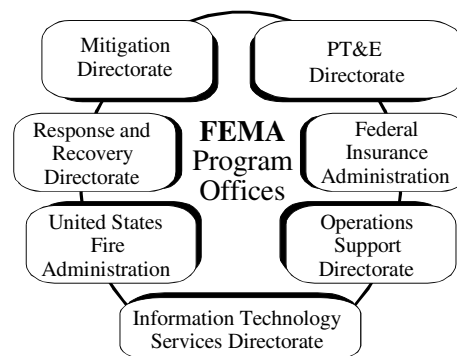 Mitigation
Directorate
PT&E
Directorate
Response and
Recovery
Directorate
FEMA
Program
Offices
Federal
Insurance
Administration
United States
Fire
Administration
Operations
Support
Directorate
Information Technology
Services Directorate